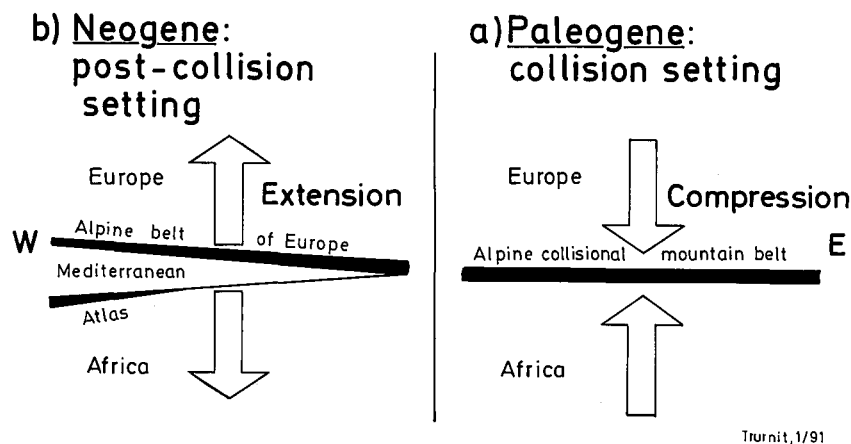 b) Neogene:
post-collision
setting
Europe
Extension
W
Alpine belt of Europe
Mediterranean
Atlas
Africa
a) Paleogene:
collision setting
Europe
Compression
Alpine collisional mountain belt
E
Africa
Trurnit, 1/91